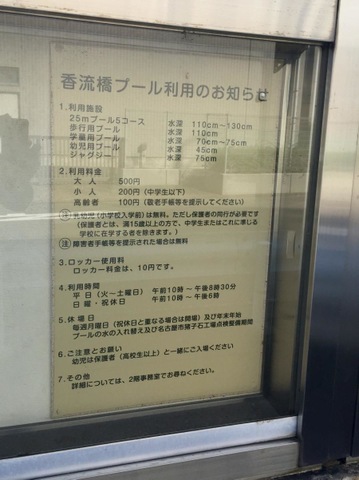 香流橋プール利用のお知らせ
1.利用施設
25mプール5コース 水深 110cm～130cm
歩行用プール 水深 110cm
学童用プール 水深 70cm～75cm
幼児用プール 水深 45cm
ジャグジー 水深 75cm
2.利用料金
大人 500円
小人 200円(中学生以下)
高齢者 100円(敬老手帳等を提示してください)
注 乳幼児(小学校入学前)は無料。ただし保護者の同行が必要です
(保護者とは、満15歳以上の方で、中学生またはこれに準じる
学校に在学する者を除きます。)
注 障害者手帳等を提示された場合は無料
3.ロッカー使用料
ロッカー料金は、10円です。
4.利用時間
平日(火～土曜日) 午前10時～午後8時30分
日曜・祝休日 午前10時～午後6時
5.休場日
毎週月曜日(祝休日と重なる場合は開場)及び年末年始
プールの水の入れ替え及び名古屋市猪子石工場点検整備期間
6.ご注意とお願い
幼児は保護者(高校生以上)と一緒にご入場ください
7.その他
詳細については、2階事務室でお尋ねください。